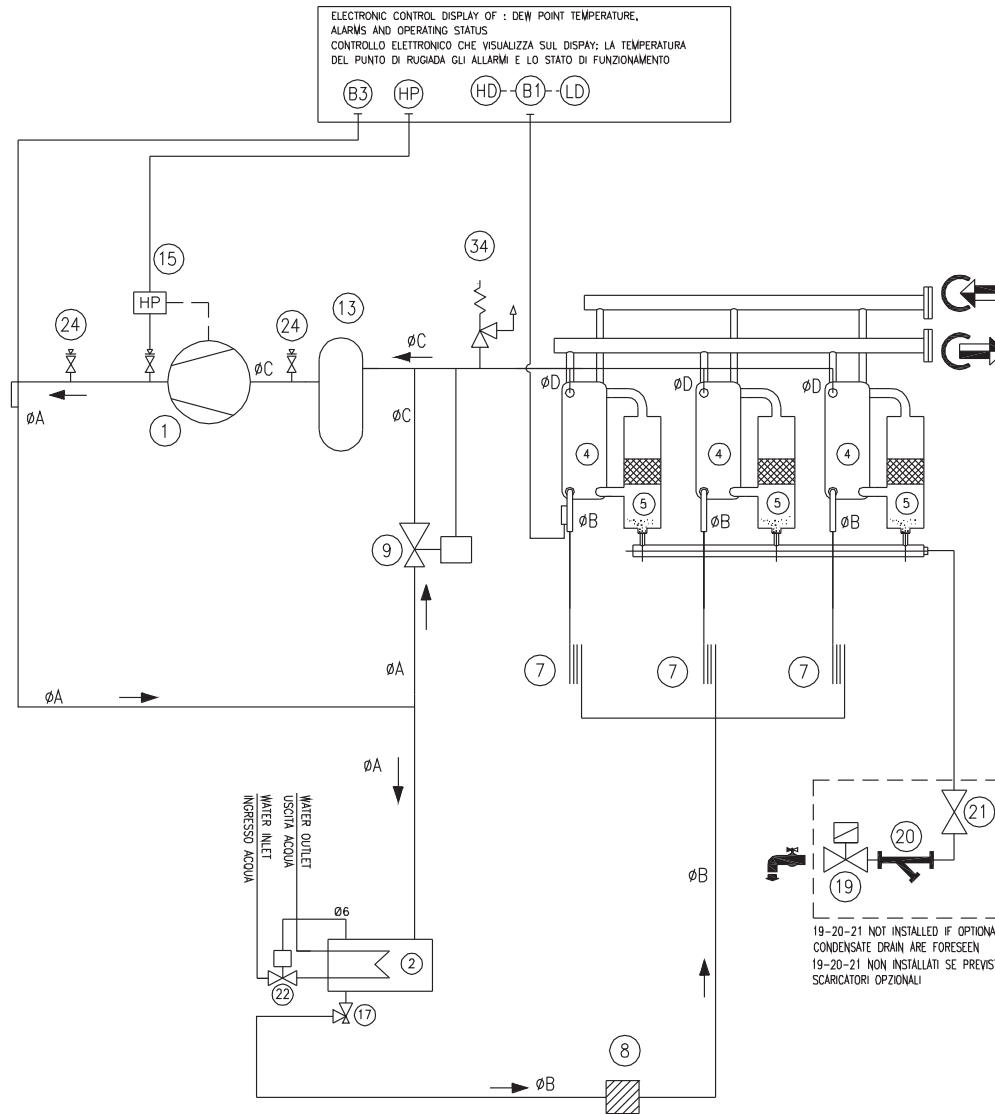 ELECTRONIC CONTROL DISPLAY OF : DEW POINT TEMPERATURE,
ALARMS AND OPERATING STATUS
CONTROLLO ELETTRONICO CHE VISUALIZZA SUL DISPAY: LA TEMPERATURA
DEL PUNTO DI RUGIADA GLI ALLARMI E LO STATO DI FUNZIONAMENTO
B3 HP HD B1 LD
34
15
HP
13
24 24
øC
øC
øA
1
øC
øD øD øD
4 4 4
5 5 5
øB øB øB
9
7 7 7
øA
øA
øA
WATER OUTLET
USCITA ACQUA
WATER INLET
INGRESSO ACQUA
21
20
19
øB
Ø6
2
22
17
19-20-21 NOT INSTALLED IF OPTIONA
CONDENSATE DRAIN ARE FORESEEN
19-20-21 NON INSTALLATI SE PREVIST
SCARICATORI OPZIONALI
8
øB